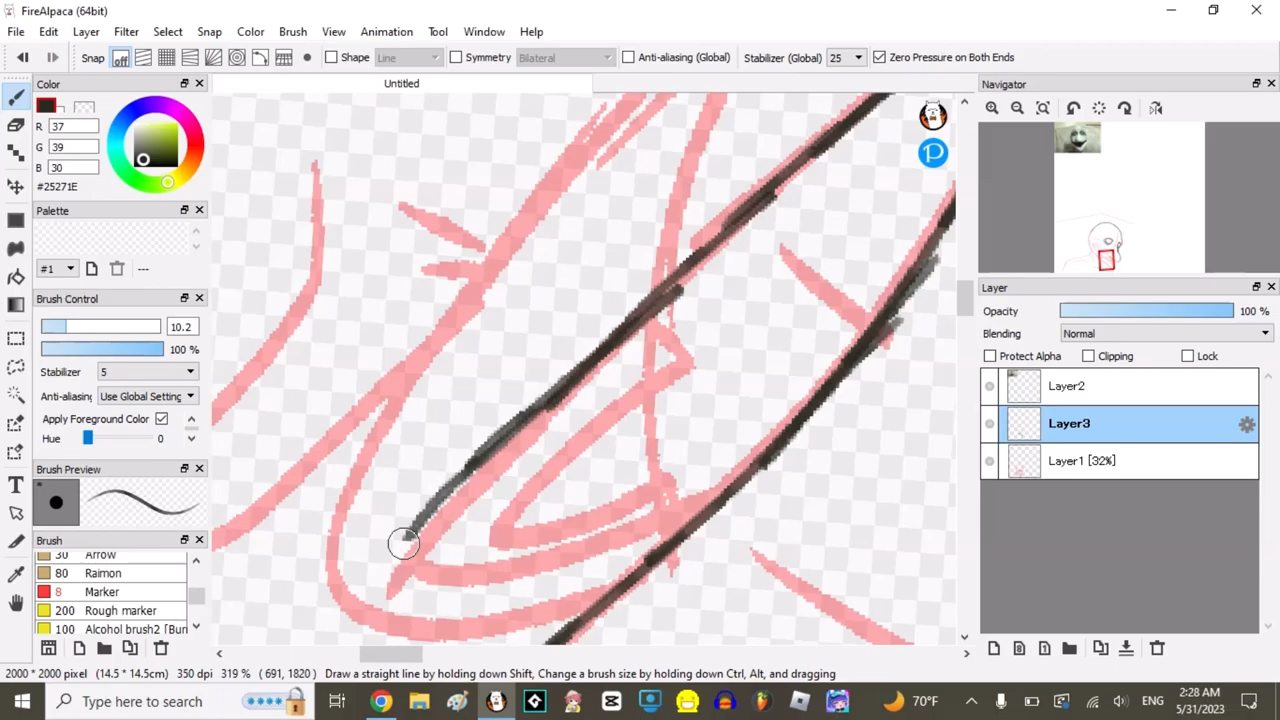 FireAlpaca (64bit)
File Edit Layer Filter Select Snap Color Brush View Animation Tool Window Help
Snap off Shape Line Symmetry Bilateral Anti-aliasing (Global) Stabilizer (Global) 25 Zero Pressure on Both Ends
Color
R 37
G 39
B 30
#25271E
Palette
#1 ---
Brush Control
10.2
100 %
Stabilizer 5
Anti-aliasing Use Global Setting
Apply Foreground Color
Hue 0
Brush Preview
Brush
30 Arrow
80 Raimon
8 Marker
200 Rough marker
100 Alcohol brush2 [Bur
Untitled
Navigator
Layer
Opacity 100 %
Blending Normal
Protect Alpha Clipping Lock
Layer2
Layer3
Layer1 [32%]
2000 * 2000 pixel (14.5 * 14.5cm) 350 dpi 319 % (691, 1820) Draw a straight line by holding down Shift, Change a brush size by holding down Ctrl, Alt, and dragging
Type here to search
70°F
ENG
2:28 AM
5/31/2023